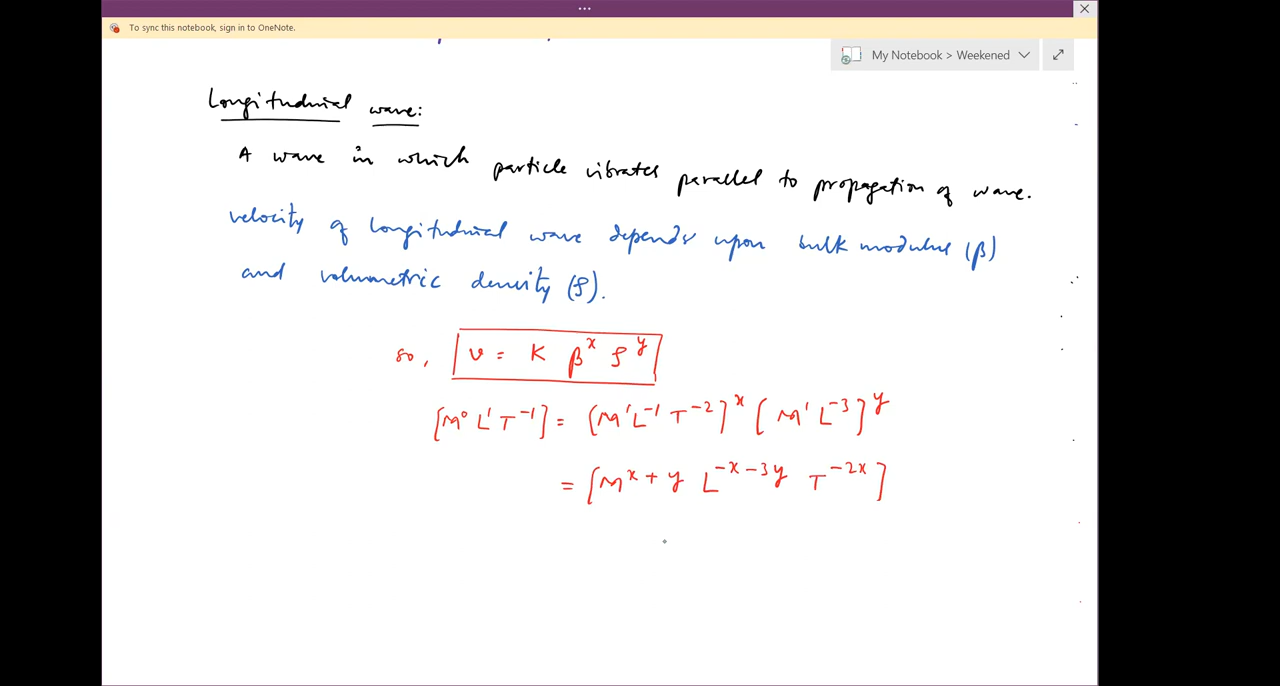 To sync this notebook, sign in to OneNote.
My Notebook > Weekened
Longitudinal wave:
A wave in which particle vibrates parallel to propagation of wave.
velocity of longitudinal wave depends upon bulk modulus (β)
and volumetric density (ρ).
so, v = K β^x ρ^y
[M⁰ L¹ T⁻¹] = [M¹ L⁻¹ T⁻²]^x [M¹ L⁻³]^y
= [M^x+y L^-x-3y T^-2x]